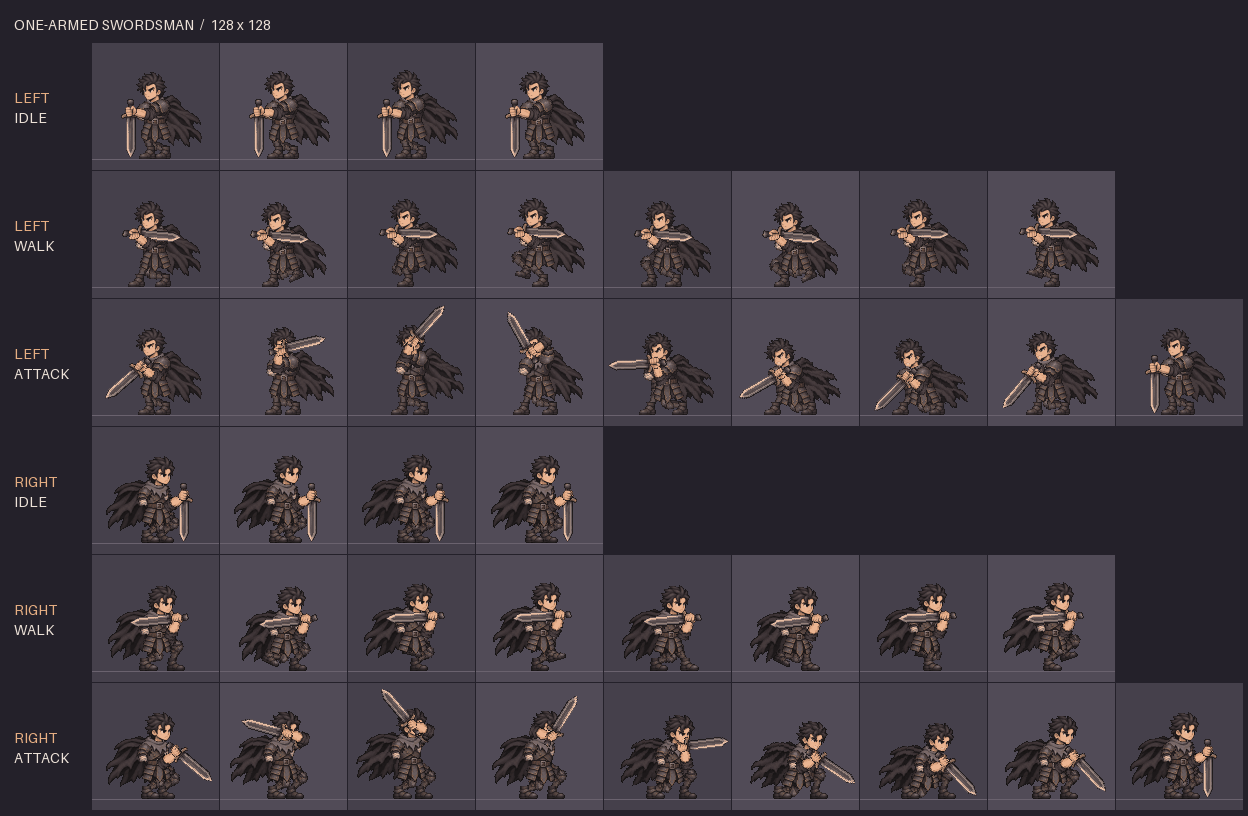 ONE-ARMED SWORDSMAN / 128 x 128
LEFT
IDLE
LEFT
WALK
LEFT
ATTACK
RIGHT
IDLE
RIGHT
WALK
RIGHT
ATTACK